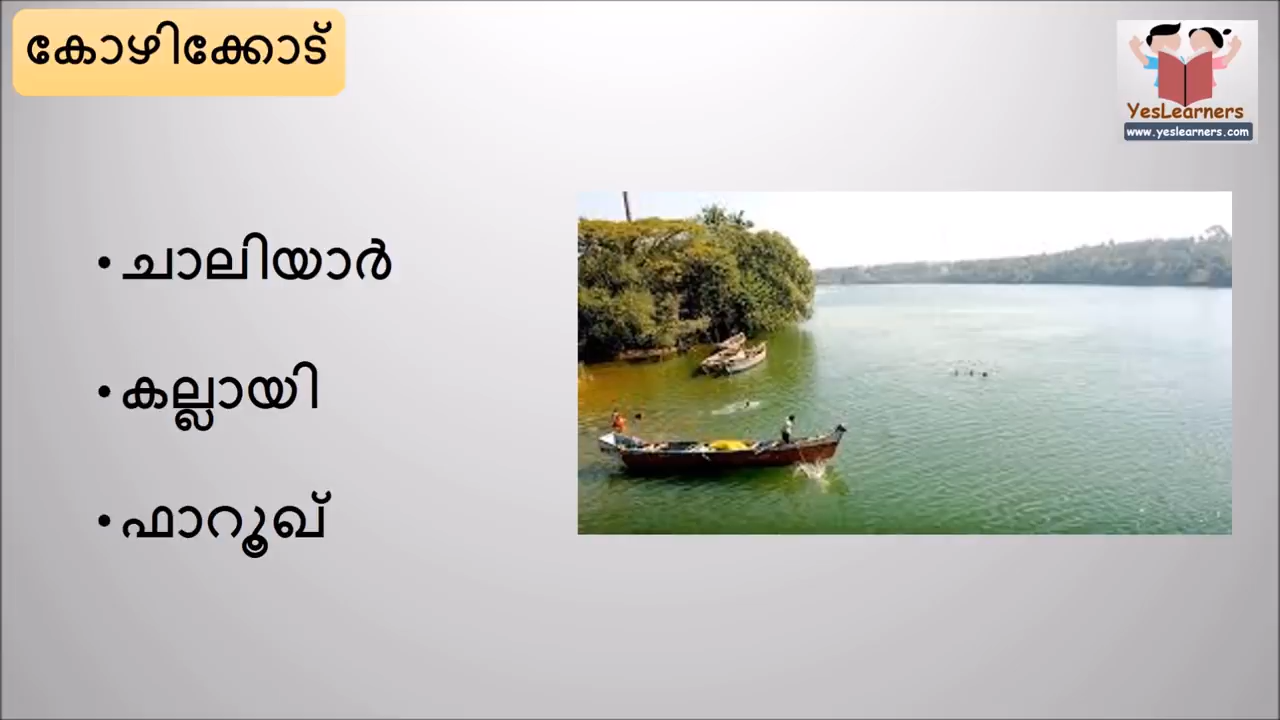 കോഴിക്കോട്
YesLearners
www.yeslearners.com
• ചാലിയാർ
• കല്ലായി
• ഫാറൂഖ്